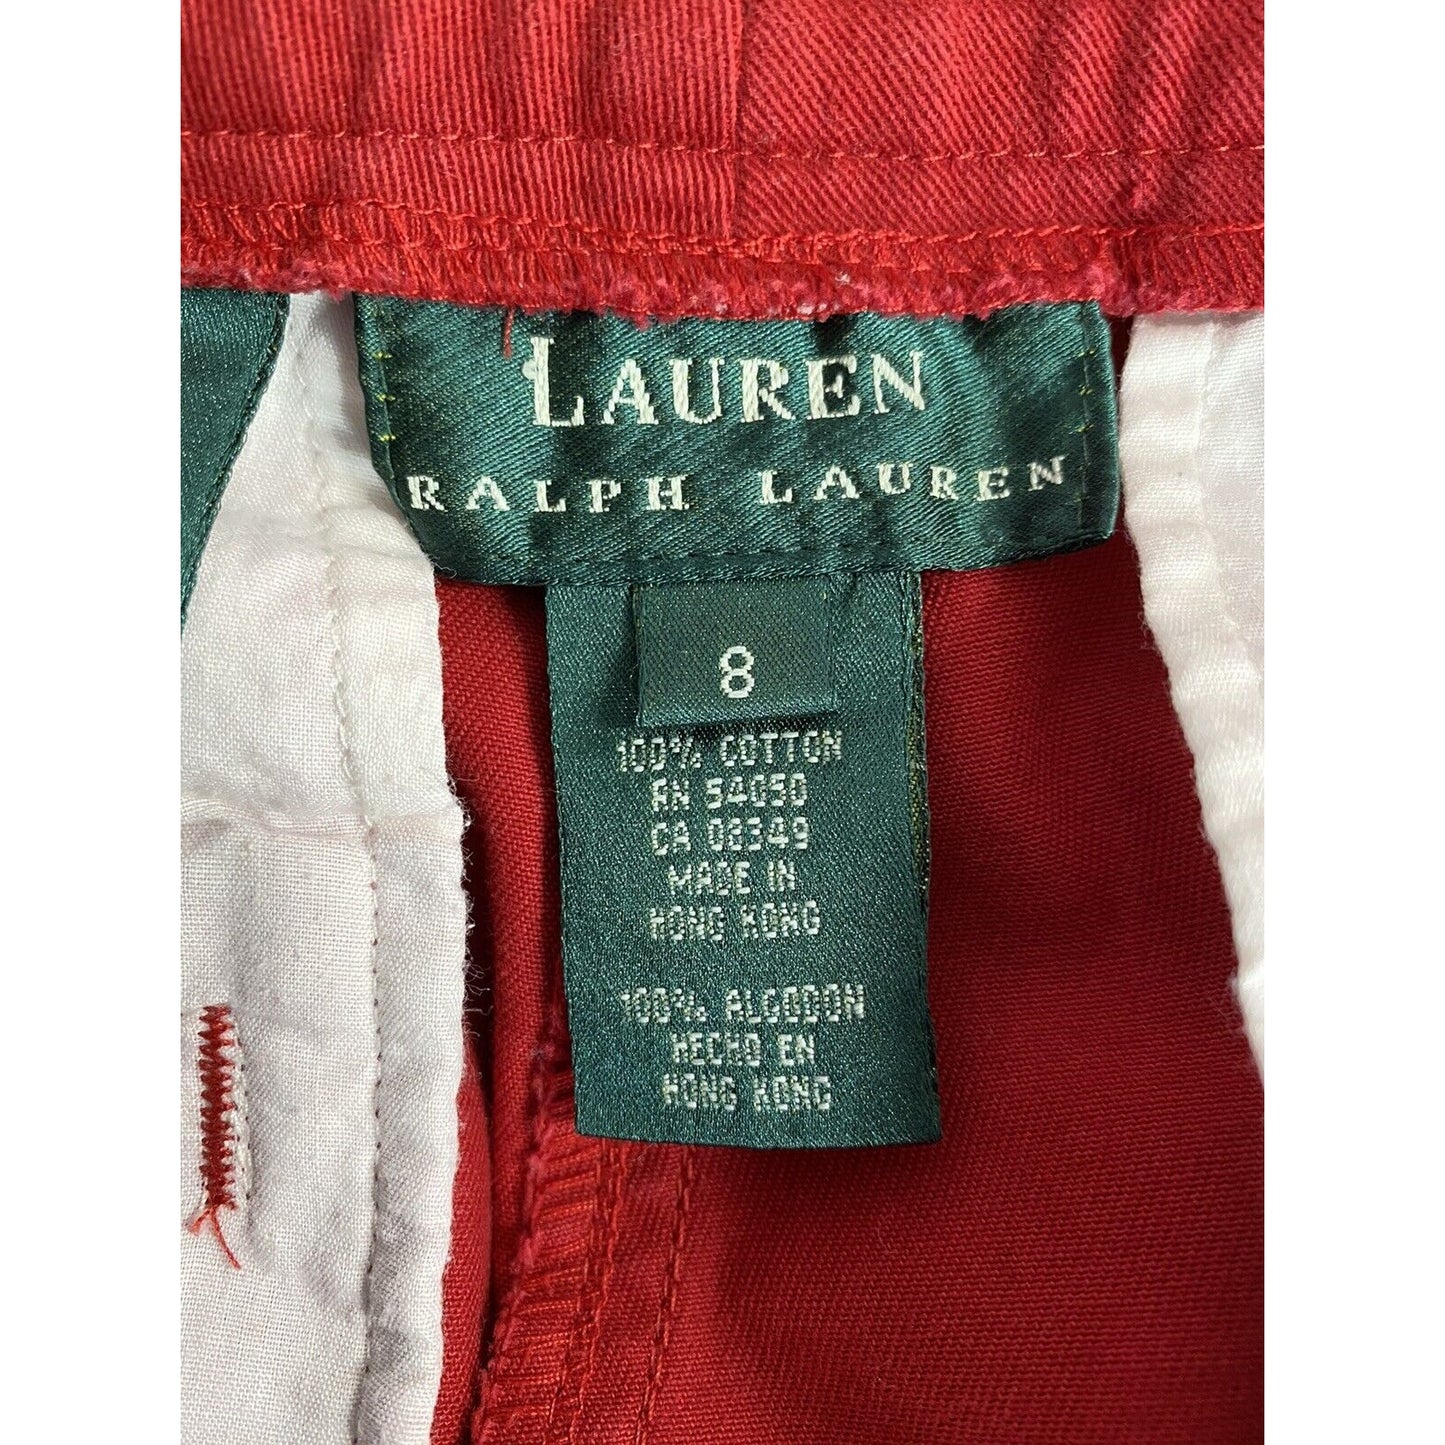 LAUREN
RALPH LAUREN
8
100% COTTON
RN 54050
CA 08349
MADE IN
HONG KONG
100% ALGODON
HECHO EN
HONG KONG